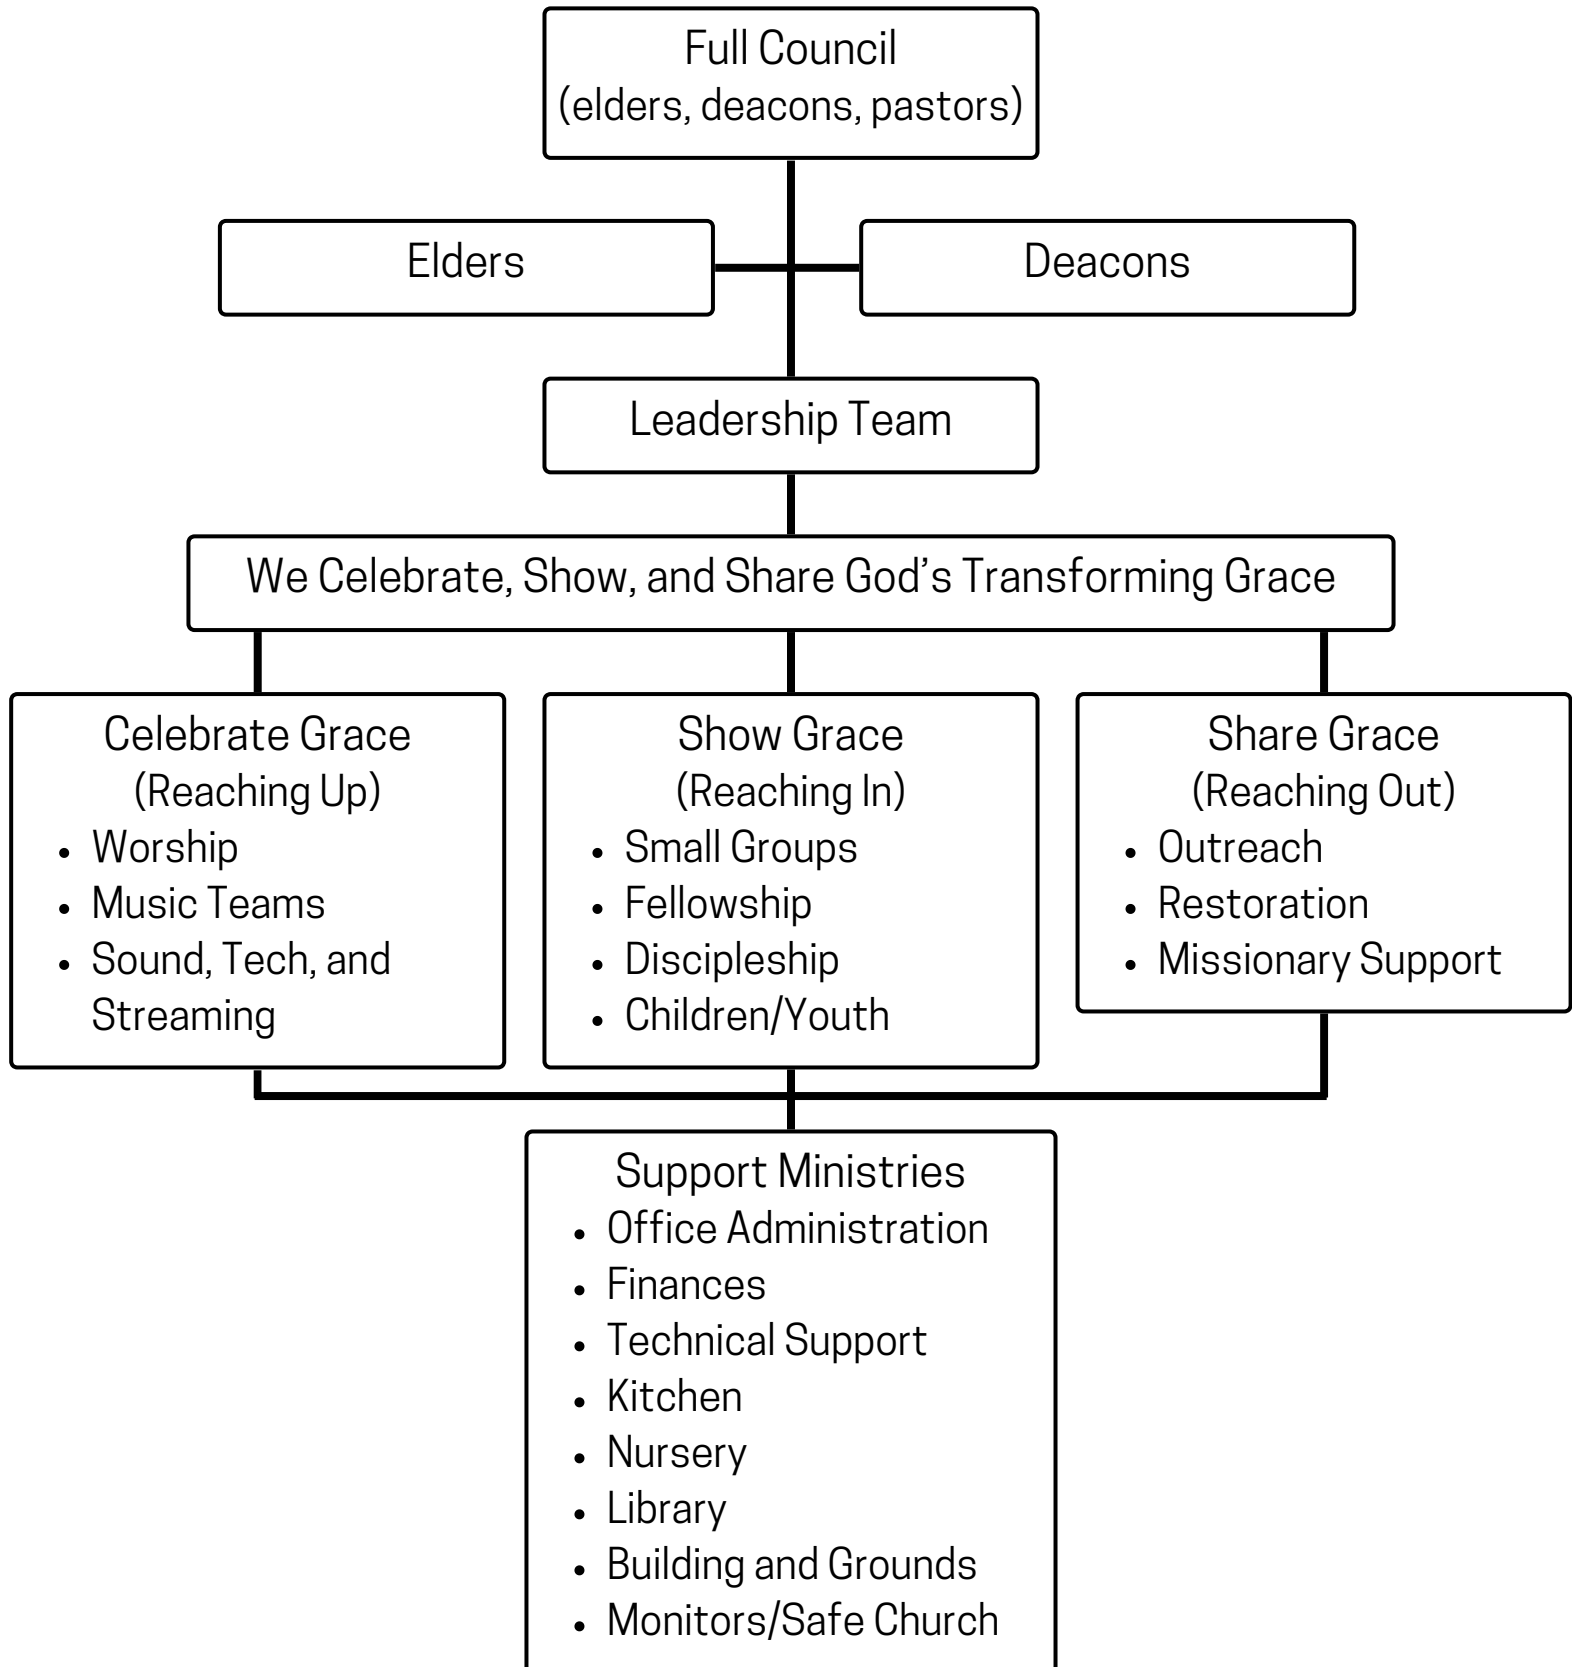 Full Council
(elders, deacons, pastors)
Elders
Deacons
Leadership Team
We Celebrate, Show, and Share God's Transforming Grace
Celebrate Grace
(Reaching Up)
• Worship
• Music Teams
• Sound, Tech, and
Streaming
Show Grace
(Reaching In)
• Small Groups
• Fellowship
• Discipleship
• Children/Youth
Share Grace
(Reaching Out)
• Outreach
• Restoration
• Missionary Support
Support Ministries
• Office Administration
• Finances
• Technical Support
• Kitchen
• Nursery
• Library
• Building and Grounds
• Monitors/Safe Church